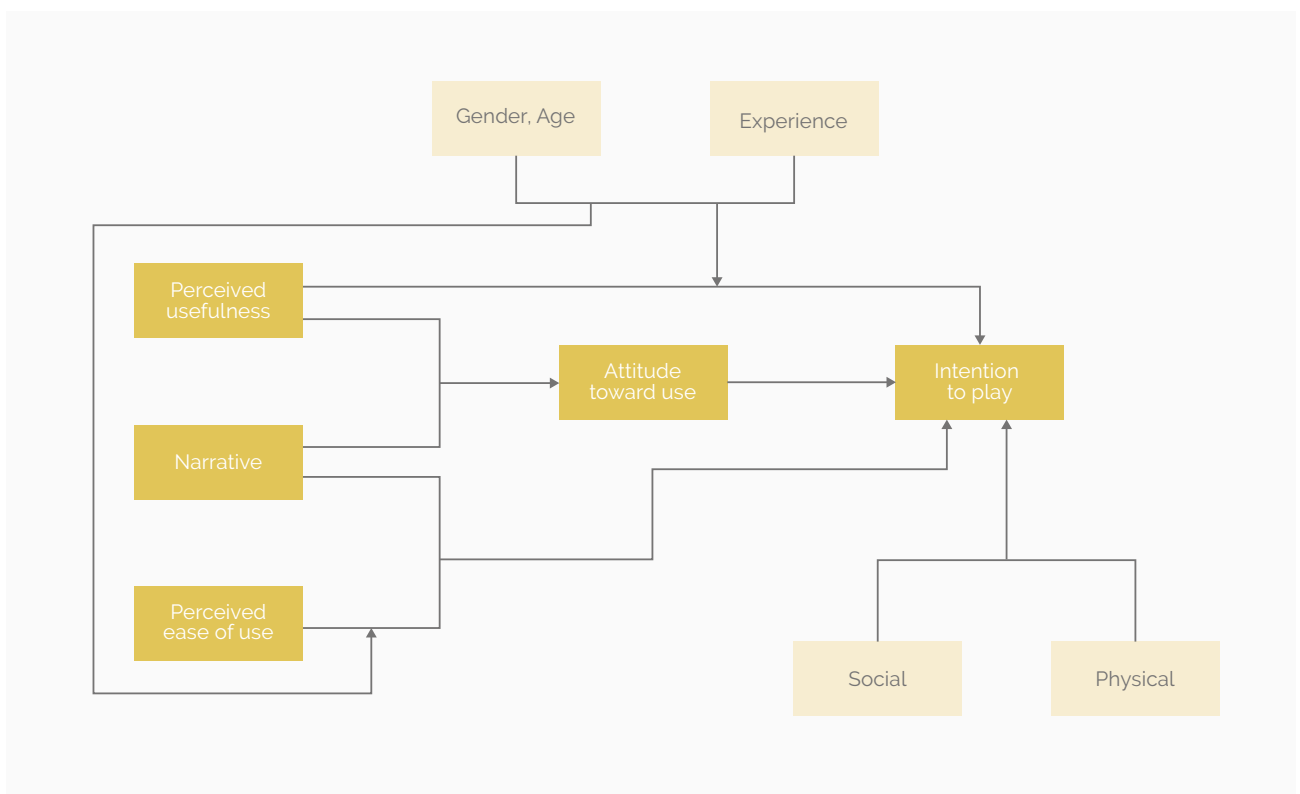 Gender, Age
Experience
Perceived
usefulness
Attitude
toward use
Intention
to play
Narrative
Perceived
ease of use
Social
Physical